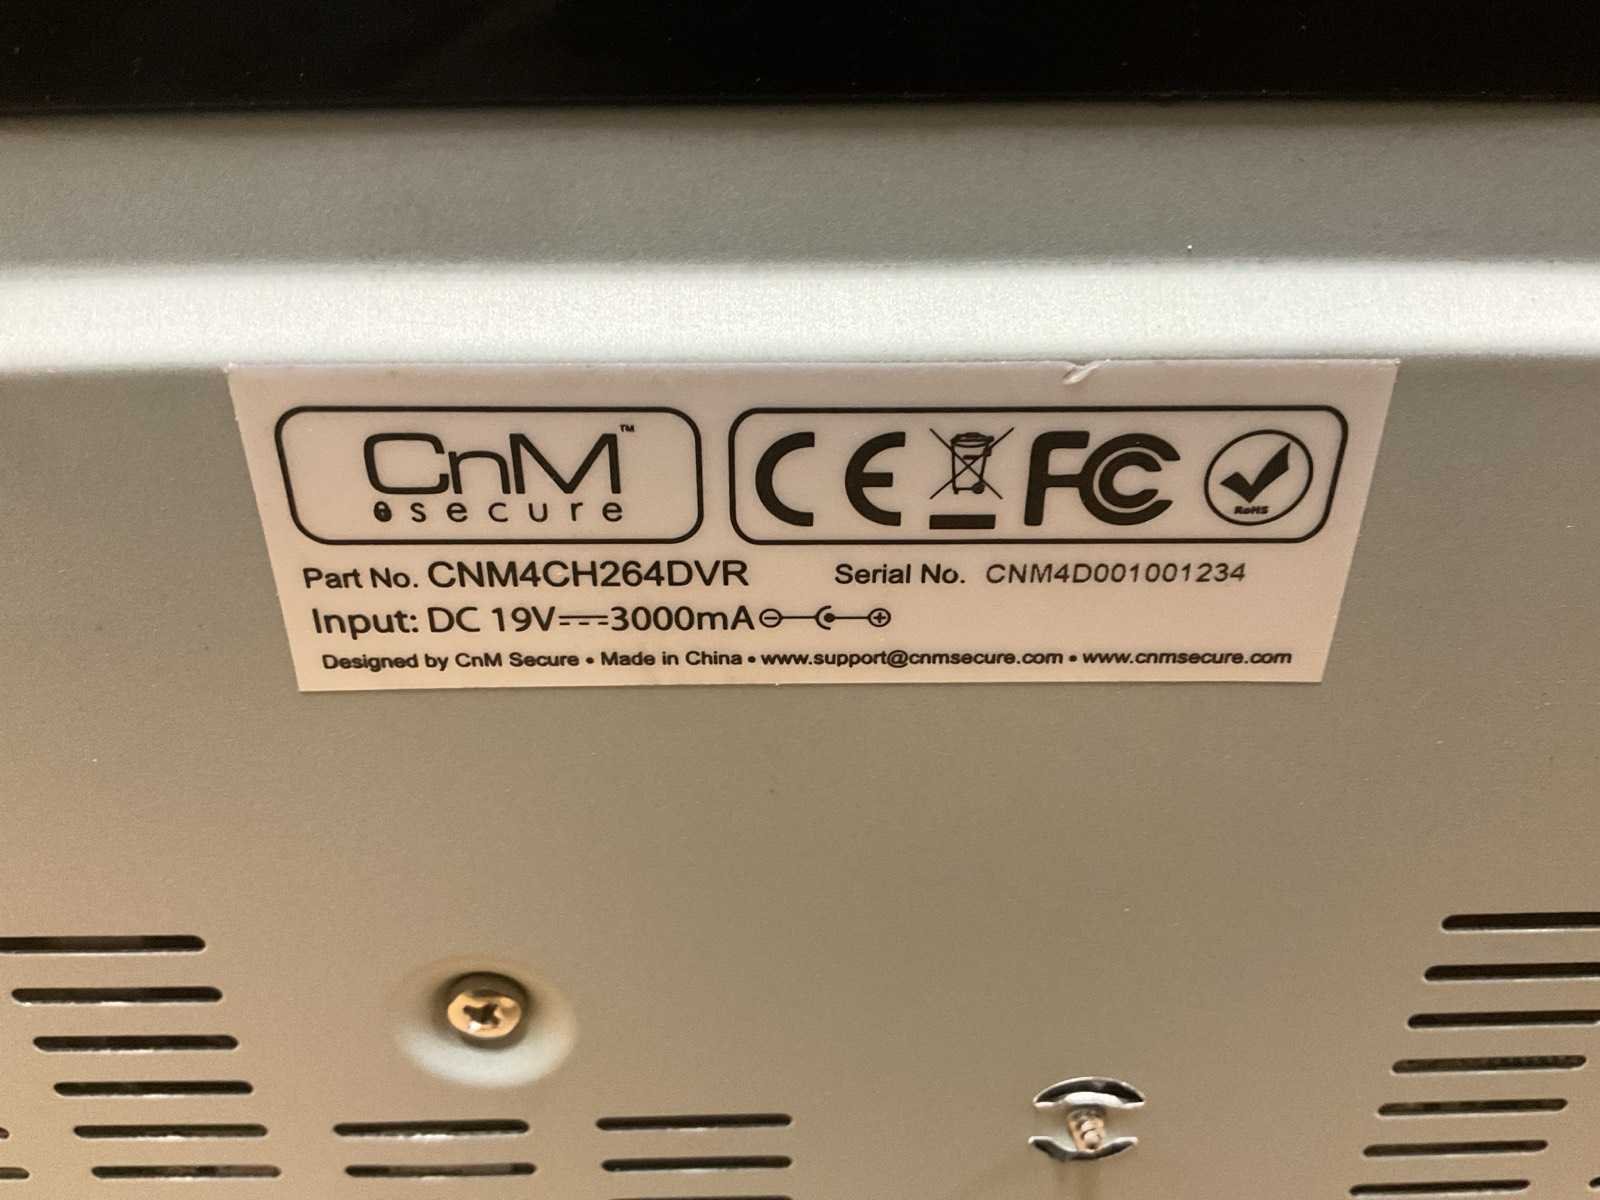 CnM™
secure
CE FC RoHS
Part No. CNM4CH264DVR Serial No. CNM4D001001234
Input: DC 19V⎓3000mA
Designed by CnM Secure • Made in China • www.support@cnmsecure.com • www.cnmsecure.com